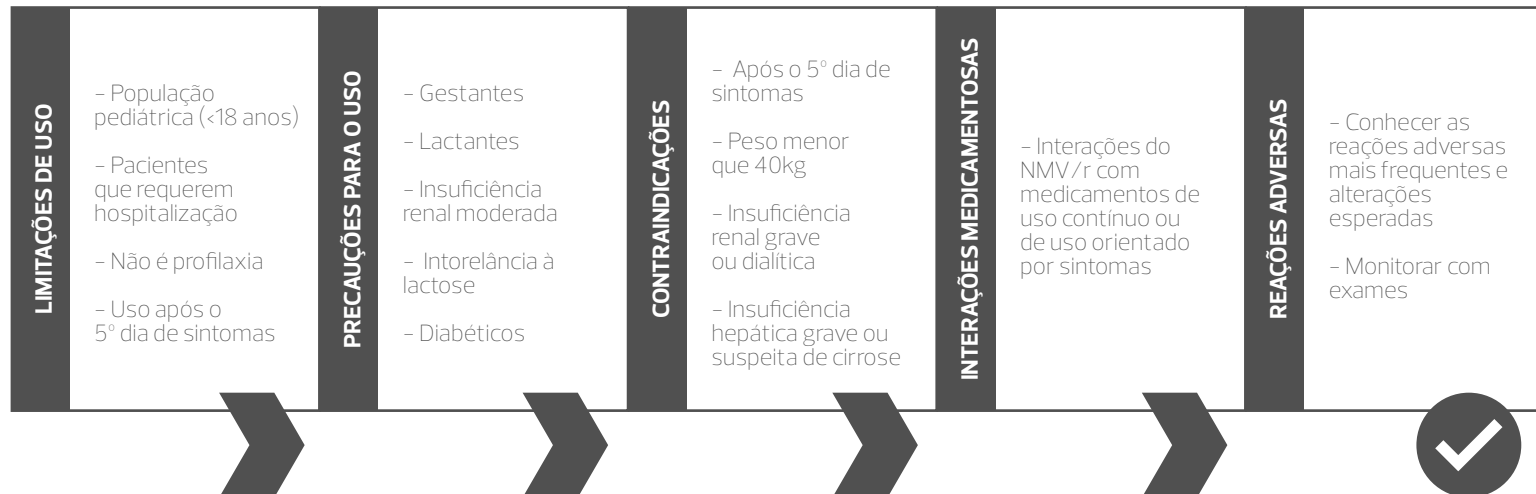 LIMITAÇÕES DE USO
- População
pediátrica (<18 anos)
- Pacientes
que requerem
hospitalização
- Não é profilaxia
- Uso após o
5º dia de sintomas
PRECAUÇÕES PARA O USO
- Gestantes
- Lactantes
- Insuficiência
renal moderada
- Intorelância à
lactose
- Diabéticos
CONTRAINDICAÇÕES
- Após o 5º dia de
sintomas
- Peso menor
que 40kg
- Insuficiência
renal grave
ou dialítica
- Insuficiência
hepática grave ou
suspeita de cirrose
INTERAÇÕES MEDICAMENTOSAS
- Interações do
NMV/r com
medicamentos de
uso contínuo ou
de uso orientado
por sintomas
REAÇÕES ADVERSAS
- Conhecer as
reações adversas
mais frequentes e
alterações
esperadas
- Monitorar com
exames